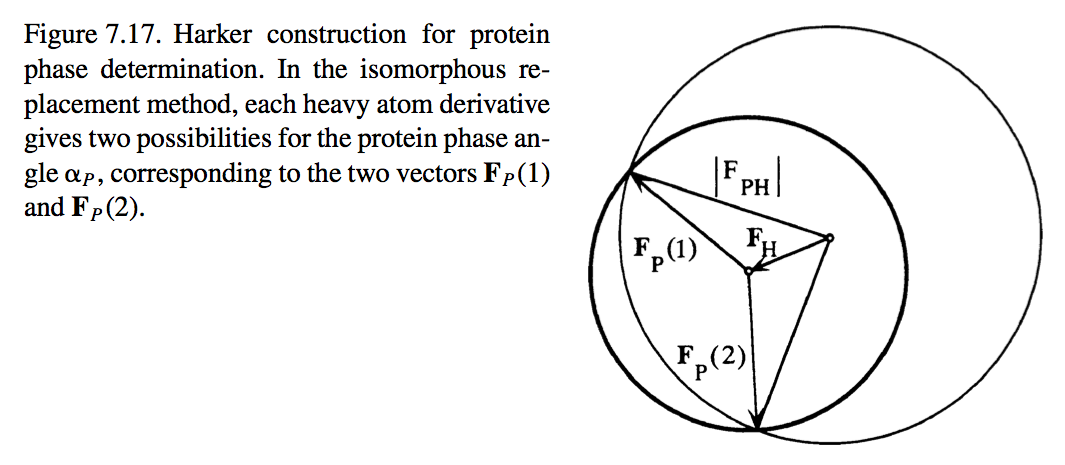 Figure 7.17. Harker construction for protein
phase determination. In the isomorphous re-
placement method, each heavy atom derivative
gives two possibilities for the protein phase an-
gle αP, corresponding to the two vectors FP(1)
and FP(2).
|FPH|
FH
FP(1)
FP(2)